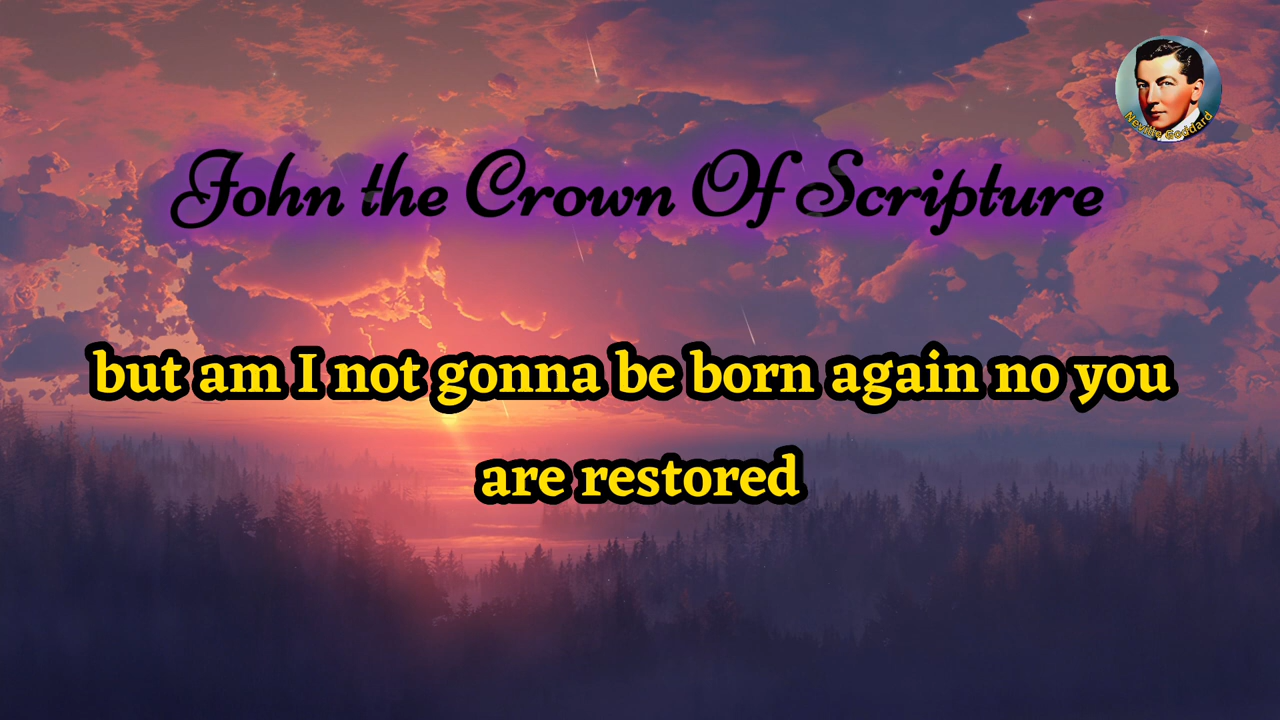 Neville Goddard
John the Crown Of Scripture
but am I not gonna be born again no you
are restored